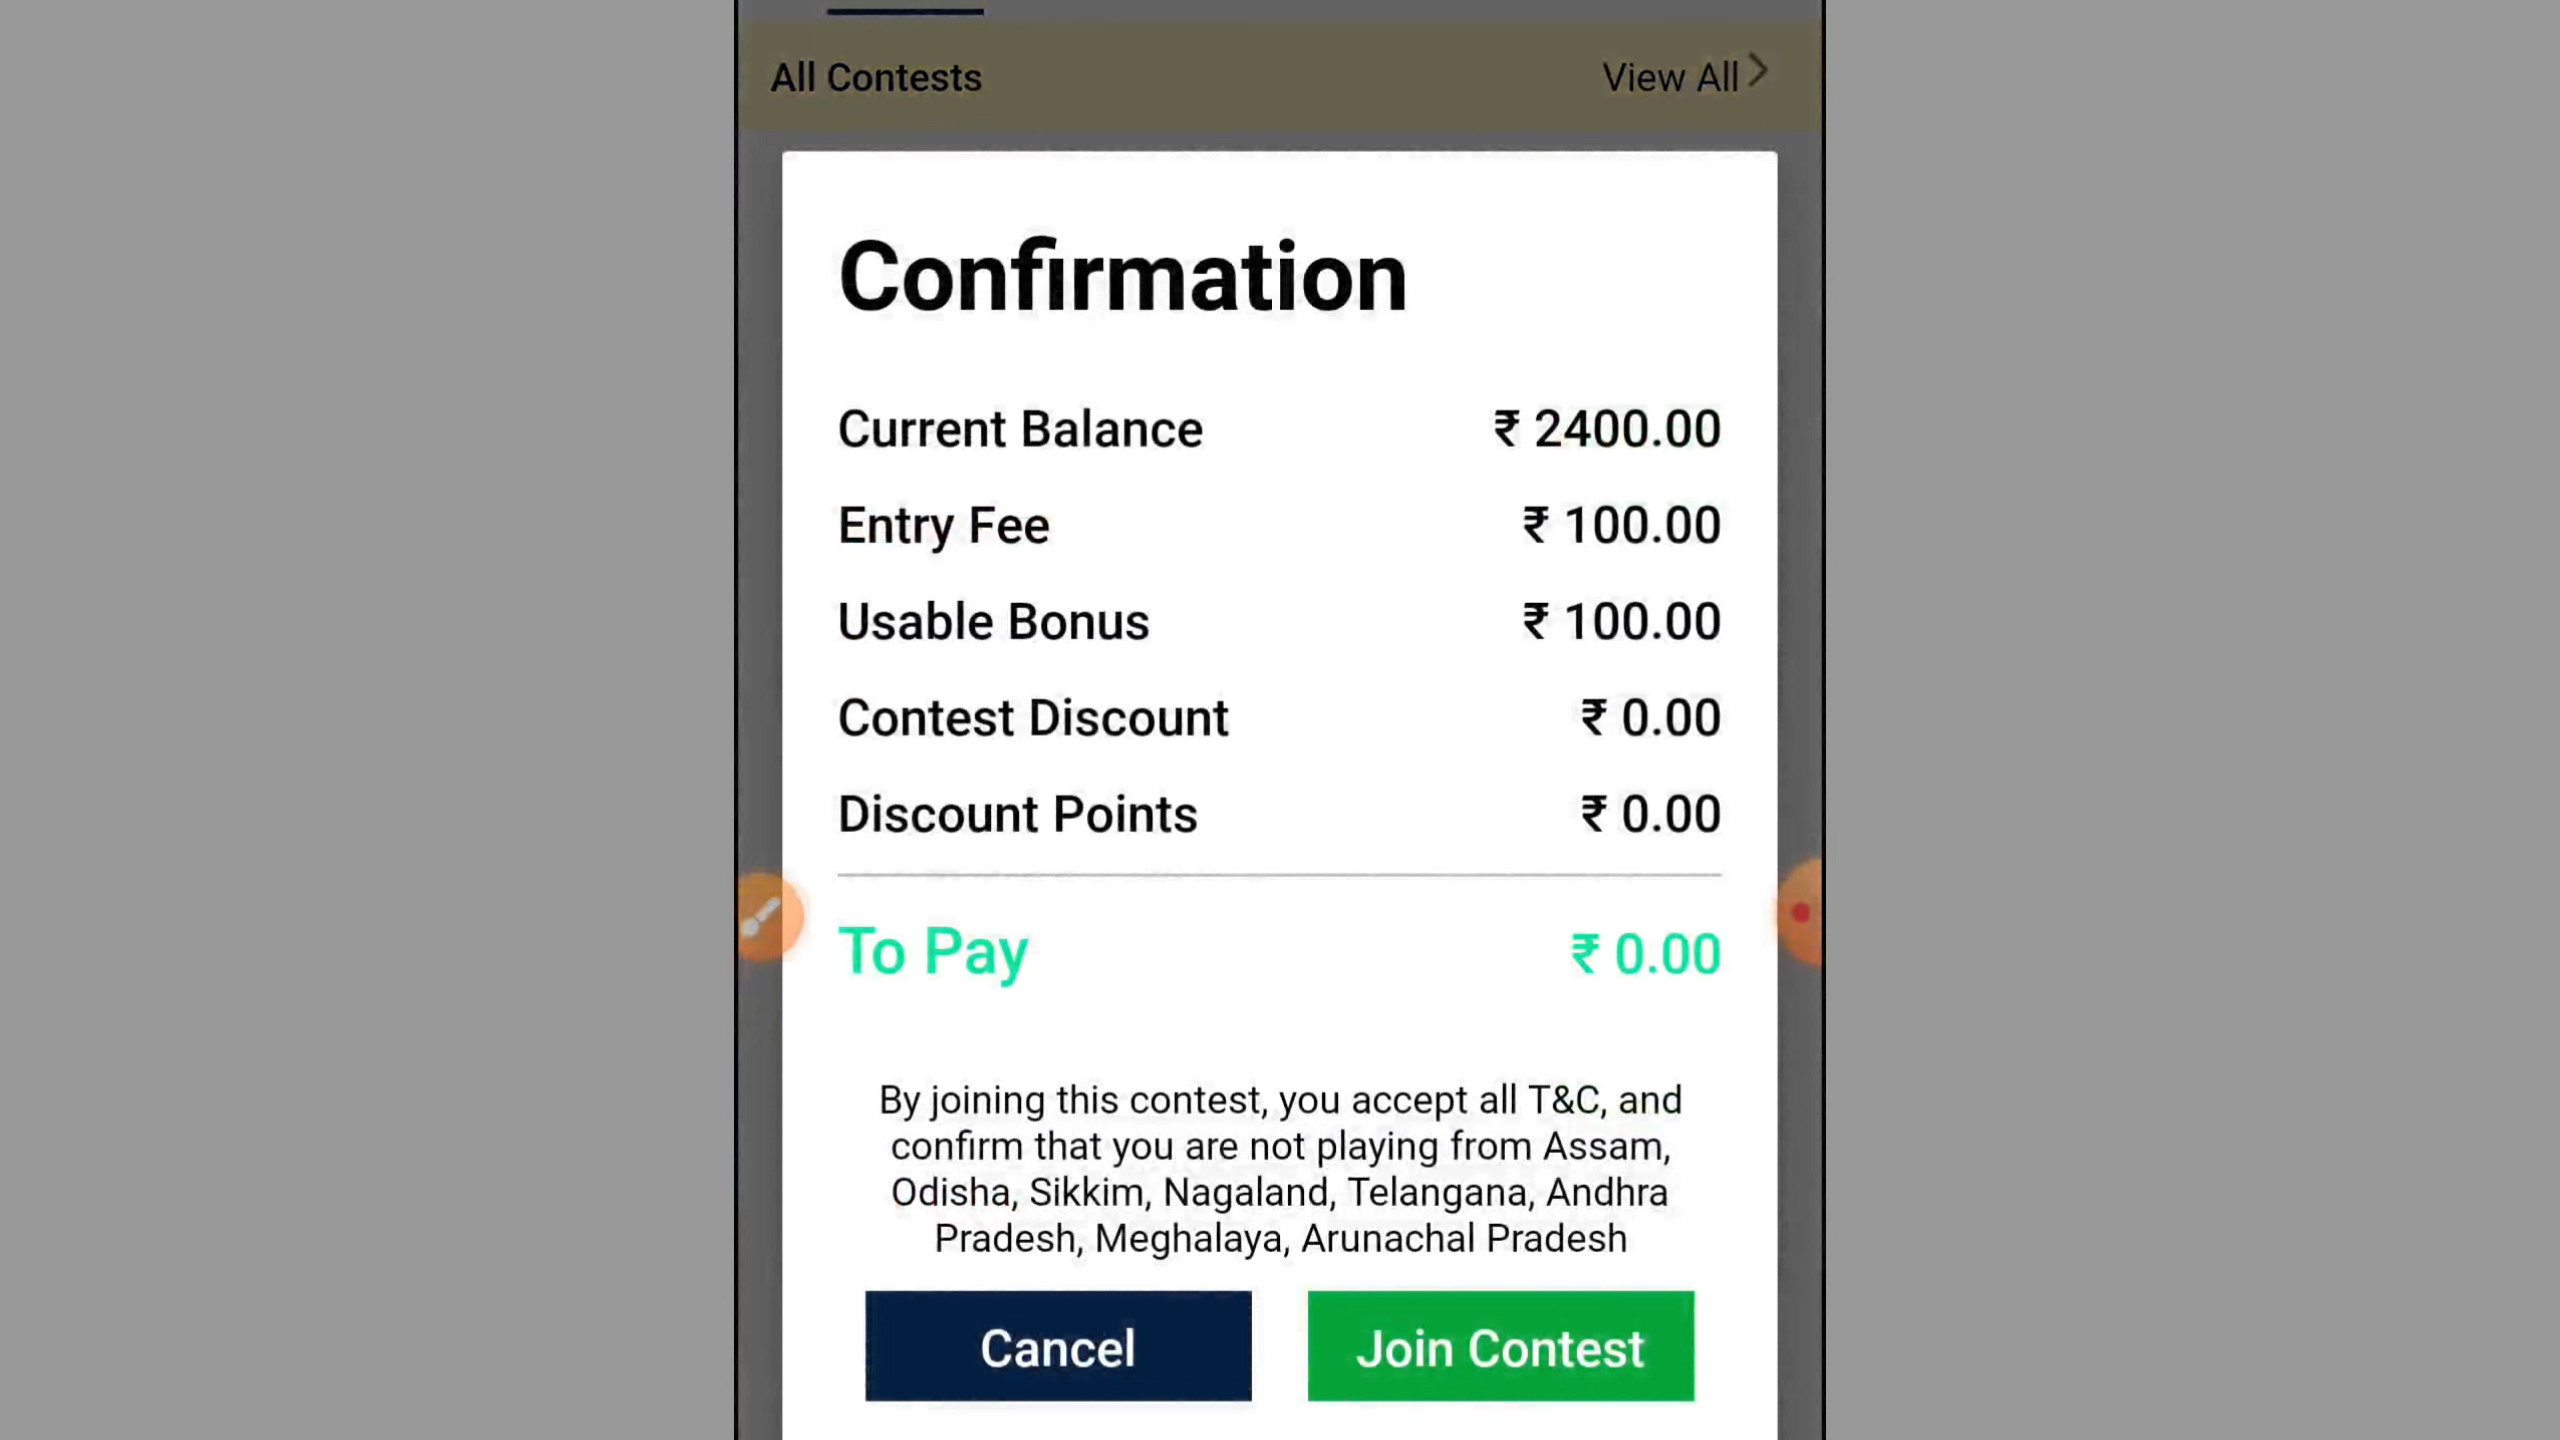 All Contests View All
Confirmation
Current Balance ₹ 2400.00
Entry Fee ₹ 100.00
Usable Bonus ₹ 100.00
Contest Discount ₹ 0.00
Discount Points ₹ 0.00
To Pay ₹ 0.00
By joining this contest, you accept all T&C, and
confirm that you are not playing from Assam,
Odisha, Sikkim, Nagaland, Telangana, Andhra
Pradesh, Meghalaya, Arunachal Pradesh
Cancel Join Contest